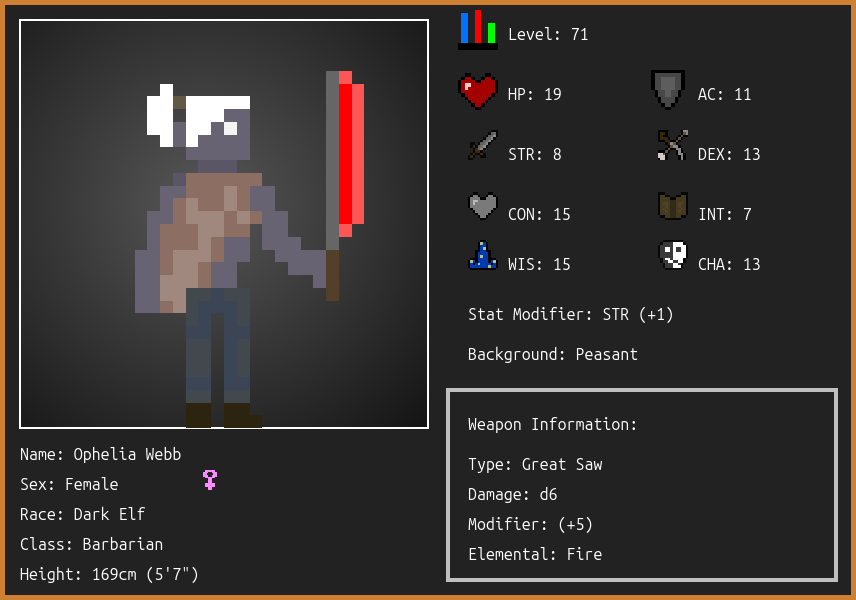 Level: 71
HP: 19
AC: 11
STR: 8
DEX: 13
CON: 15
INT: 7
WIS: 15
CHA: 13
Stat Modifier: STR (+1)
Background: Peasant
Weapon Information:
Type: Great Saw
Damage: d6
Modifier: (+5)
Elemental: Fire
Name: Ophelia Webb
Sex: Female
Race: Dark Elf
Class: Barbarian
Height: 169cm (5'7")